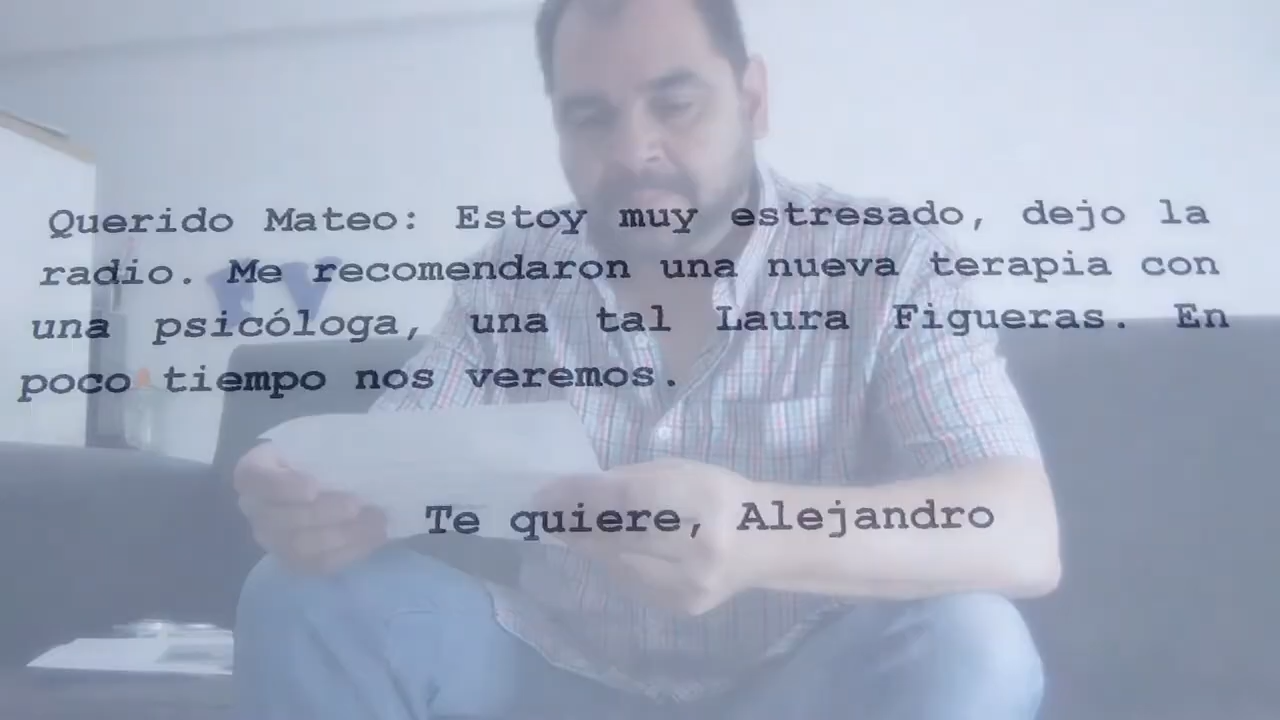 Querido Mateo: Estoy muy estresado, dejo la
radio. Me recomendaron una nueva terapia con
una psicóloga, una tal Laura Figueras. En
poco tiempo nos veremos.
Te quiere, Alejandro